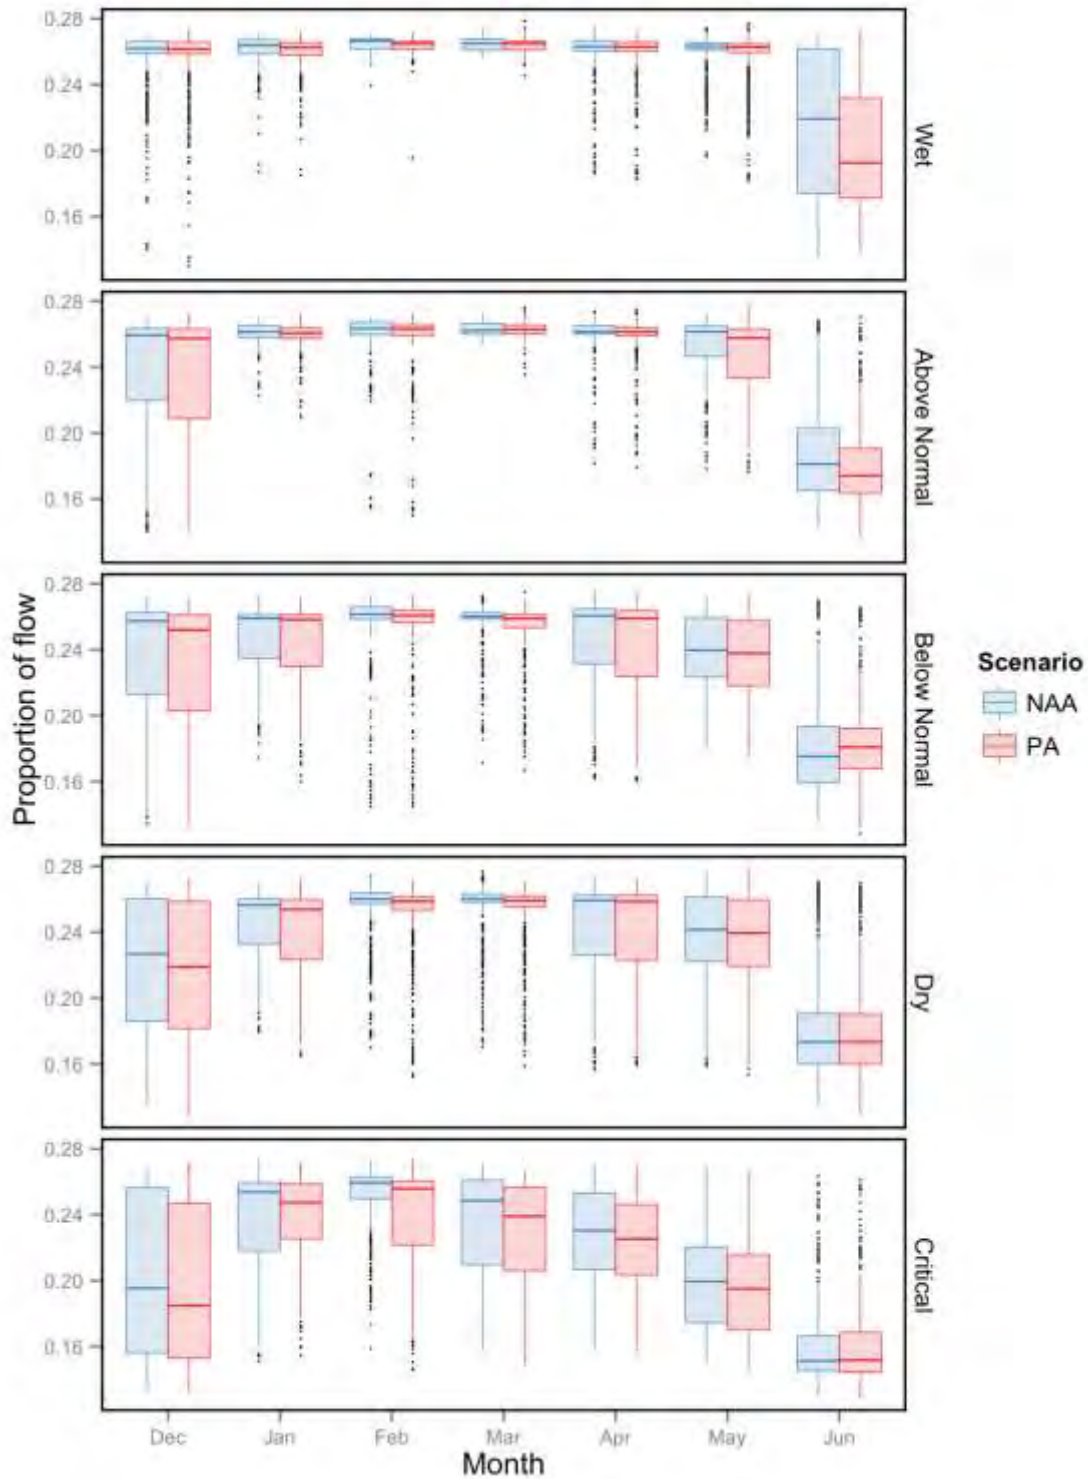 Proportion of flow
0.28
0.24
0.20
0.16
Wet
0.28
0.24
0.20
0.16
Above Normal
0.28
0.24
0.20
0.16
Below Normal
0.28
0.24
0.20
0.16
Dry
0.28
0.24
0.20
0.16
Critical
Dec Jan Feb Mar Apr May Jun
Month
Scenario
NAA
PA